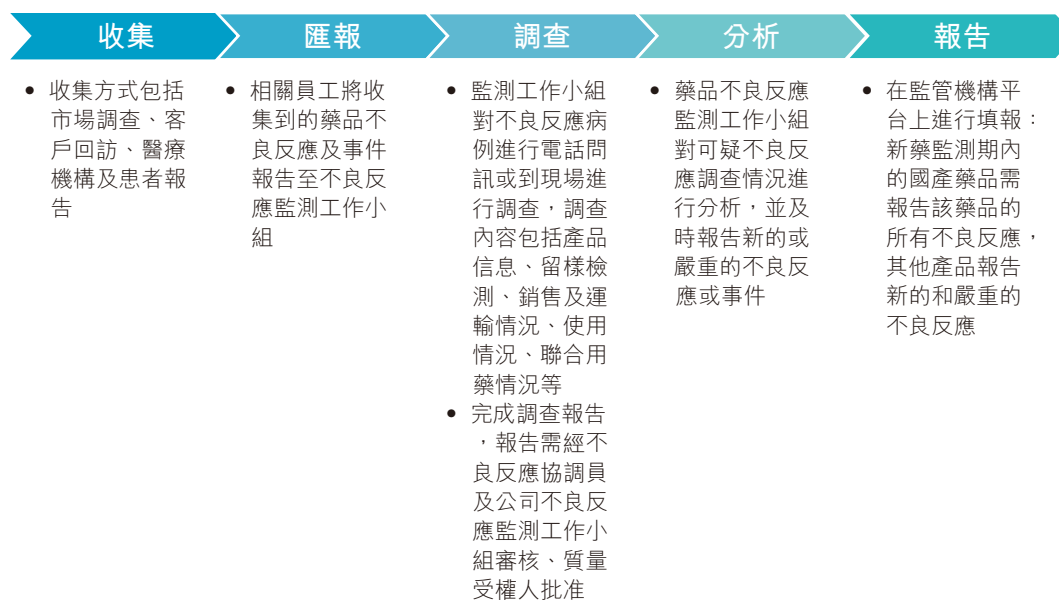 收集
匯報
調查
分析
報告
• 收集方式包括
市場調查、客
戶回訪、醫療
機構及患者報
告
• 相關員工將收
集到的藥品不
良反應及事件
報告至不良反
應監測工作小
組
• 監測工作小組
對不良反應病
例進行電話問
訊或到現場進
行調查，調查
內容包括產品
信息、留樣檢
測、銷售及運
輸情況、使用
情況、聯合用
藥情況等
• 完成調查報告
，報告需經不
良反應協調員
及公司不良反
應監測工作小
組審核、質量
受權人批准
• 藥品不良反應
監測工作小組
對可疑不良反
應調查情況進
行分析，並及
時報告新的或
嚴重的不良反
應或事件
• 在監管機構平
台上進行填報：
新藥監測期內
的國產藥品需
報告該藥品的
所有不良反應，
其他產品報告
新的和嚴重的
不良反應